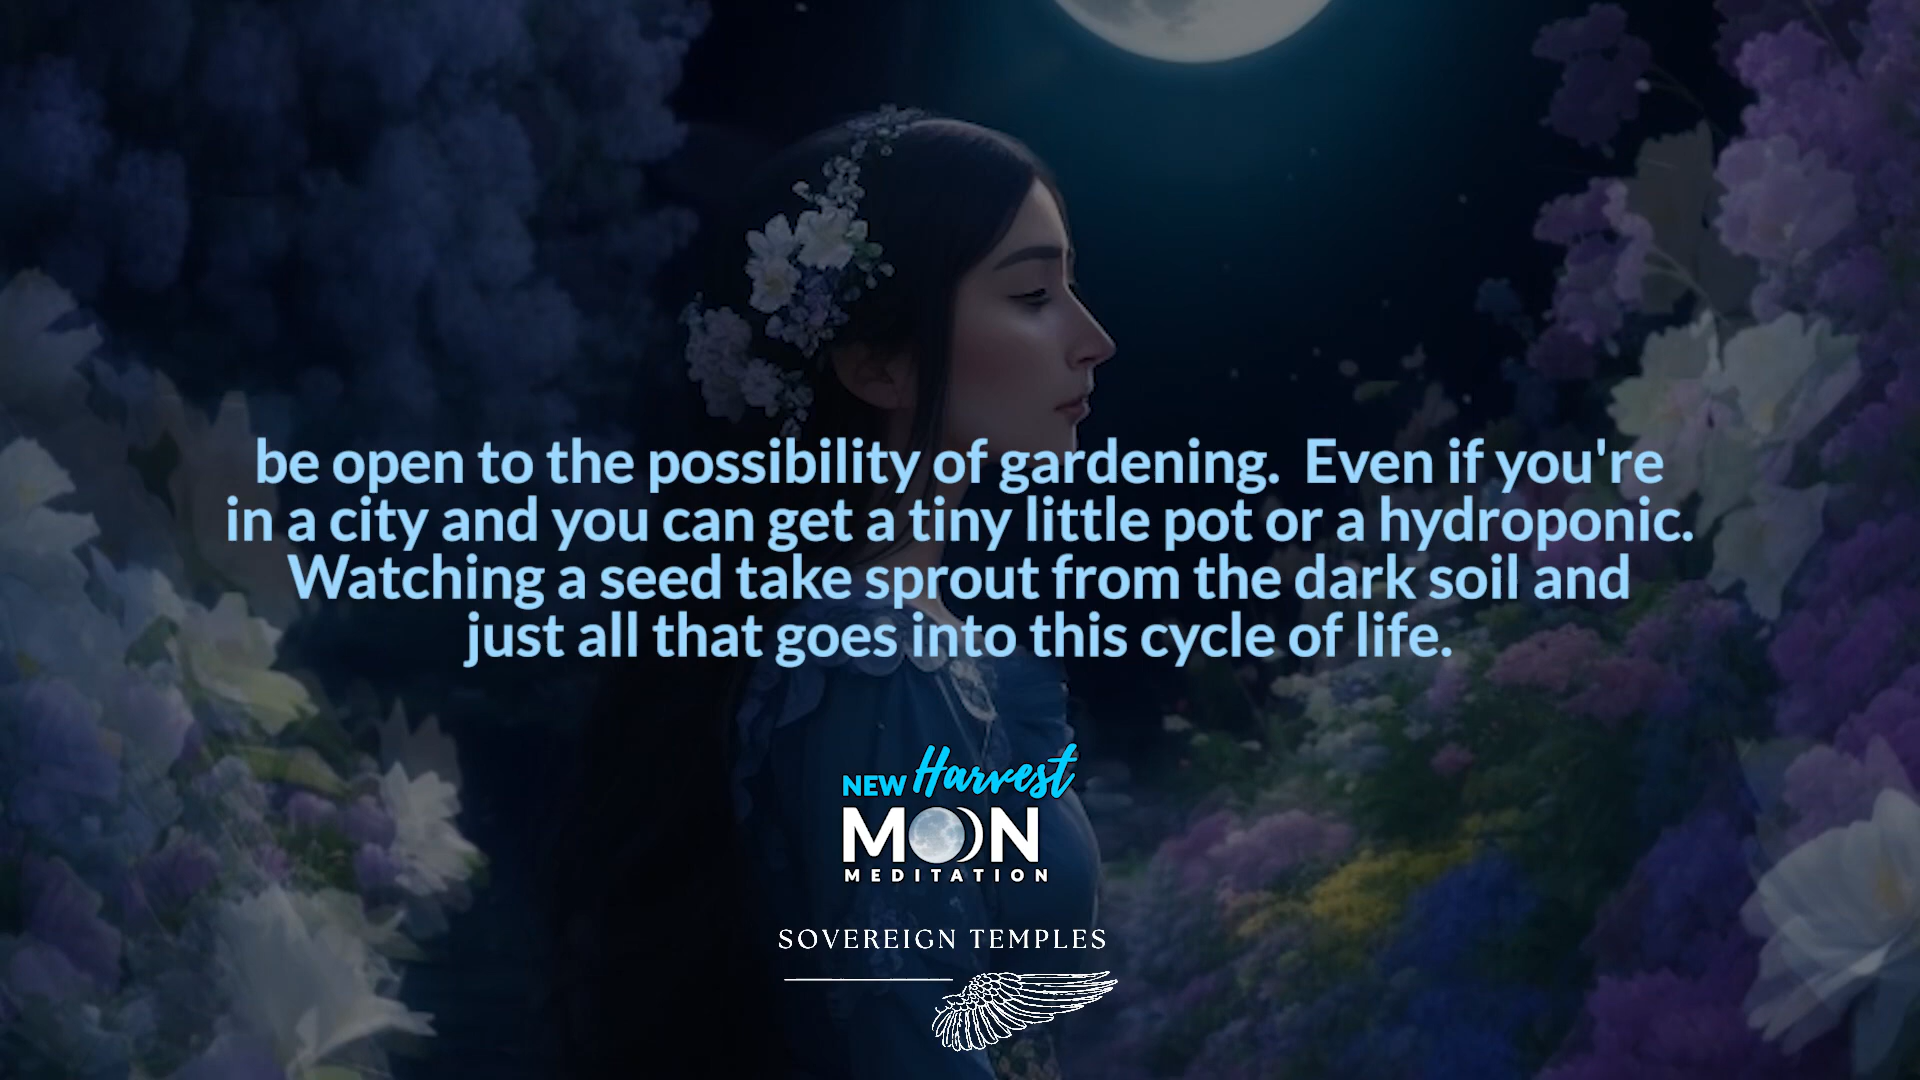 be open to the possibility of gardening.  Even if you're
in a city and you can get a tiny little pot or a hydroponic.
Watching a seed take sprout from the dark soil and
just all that goes into this cycle of life.
NEW Harvest
MOON
MEDITATION
SOVEREIGN TEMPLES